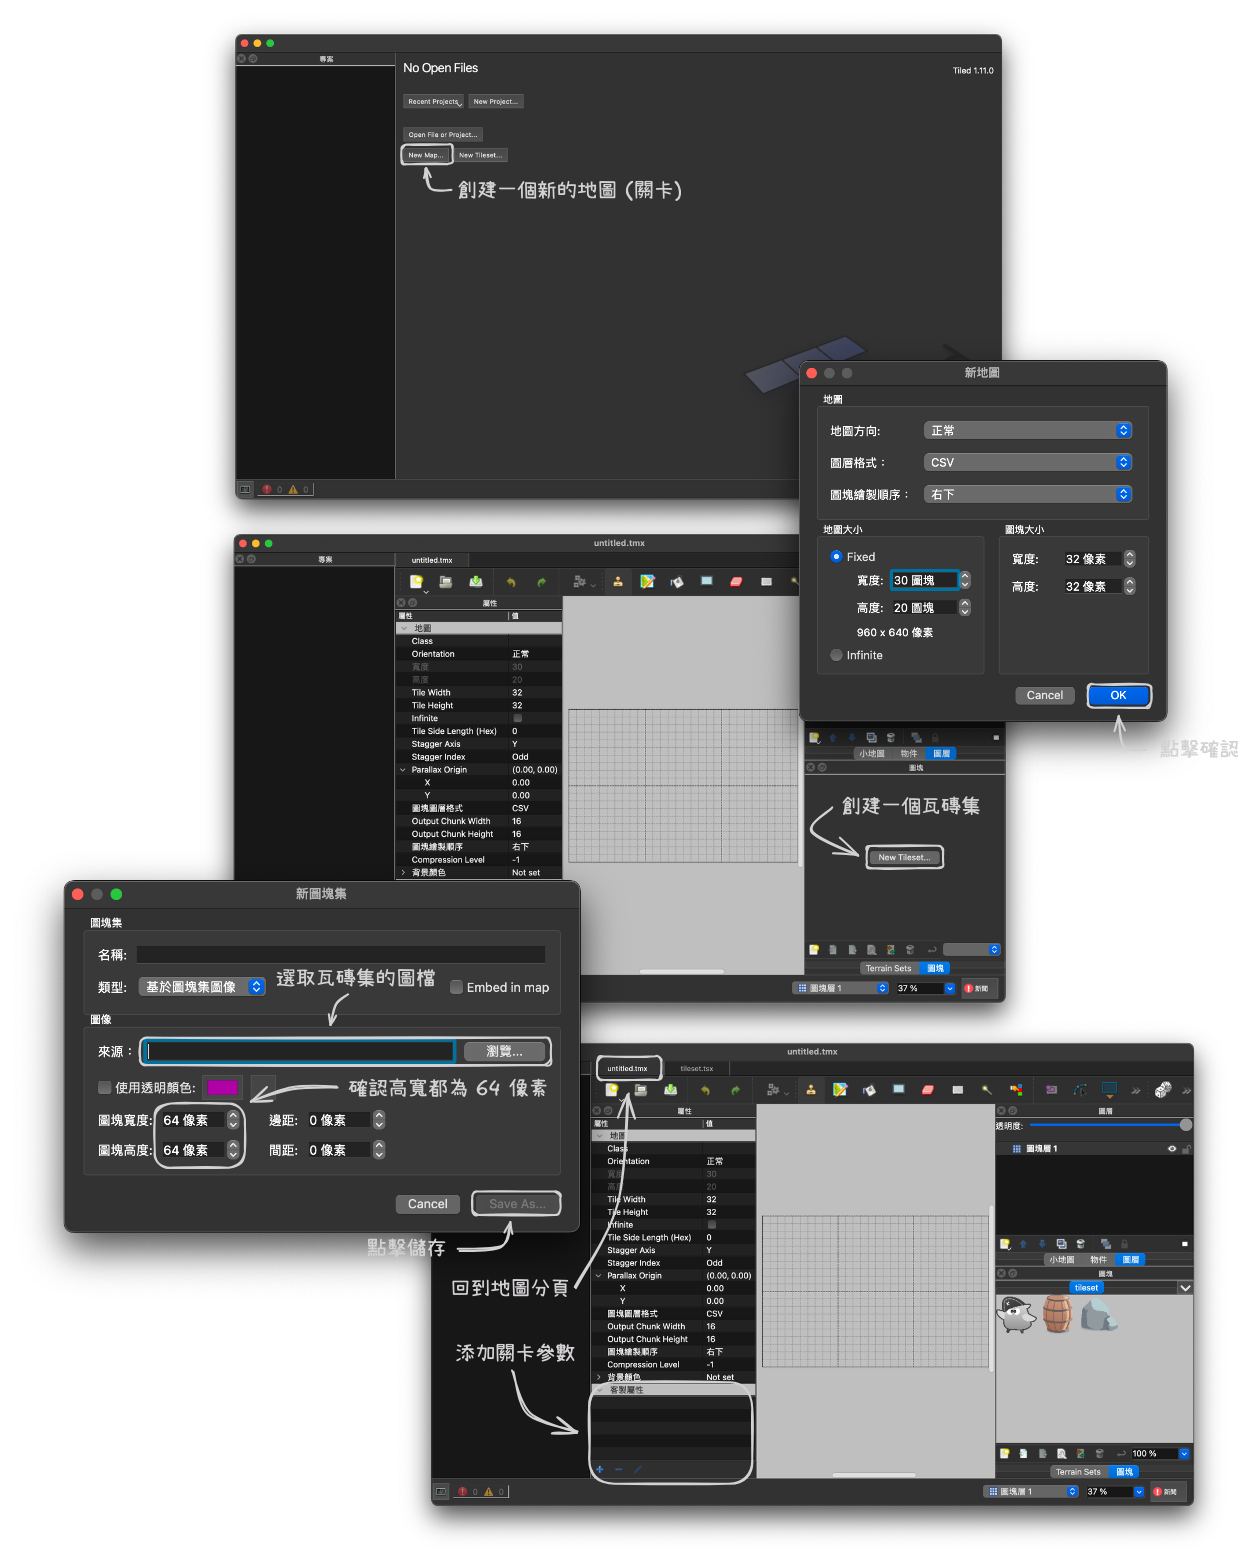 專案
No Open Files
Tiled 1.11.0
Recent Projects
New Project...
Open File or Project...
New Map...
New Tileset...
創建一個新的地圖 (關卡)
0
0
新地圖
地圖
地圖方向:
正常
圖層格式：
CSV
圖塊繪製順序：
右下
地圖大小
圖塊大小
Fixed
寬度:
30 圖塊
高度:
20 圖塊
960 x 640 像素
Infinite
寬度:
32 像素
高度:
32 像素
Cancel
OK
點擊確認
untitled.tmx
專案
untitled.tmx
屬性
屬性
值
地圖
Class
Orientation
正常
寬度
30
高度
20
Tile Width
32
Tile Height
32
Infinite
Tile Side Length (Hex)
0
Stagger Axis
Y
Stagger Index
Odd
Parallax Origin
(0.00, 0.00)
X
0.00
Y
0.00
圖塊圖層格式
CSV
Output Chunk Width
16
Output Chunk Height
16
圖塊繪製順序
右下
Compression Level
-1
背景顏色
Not set
小地圖
物件
圖層
圖塊
創建一個瓦磚集
New Tileset...
Terrain Sets
圖塊
圖塊層 1
37 %
新聞
新圖塊集
圖塊集
名稱:
類型:
基於圖塊集圖像
選取瓦磚集的圖檔
Embed in map
圖像
來源：
瀏覽...
使用透明顏色:
確認高寬都為 64 像素
圖塊寬度:
64 像素
邊距:
0 像素
圖塊高度:
64 像素
間距:
0 像素
Cancel
Save As...
點擊儲存
untitled.tmx
untitled.tmx
tileset.tsx
屬性
屬性
值
地圖
Class
Orientation
正常
寬度
30
高度
20
Tile Width
32
Tile Height
32
Infinite
Tile Side Length (Hex)
0
Stagger Axis
Y
Stagger Index
Odd
Parallax Origin
(0.00, 0.00)
X
0.00
Y
0.00
圖塊圖層格式
CSV
Output Chunk Width
16
Output Chunk Height
16
圖塊繪製順序
右下
Compression Level
-1
背景顏色
Not set
客製屬性
回到地圖分頁
添加關卡參數
圖層
透明度:
圖塊層 1
小地圖
物件
圖層
圖塊
tileset
100 %
Terrain Sets
圖塊
0
0
圖塊層 1
37 %
新聞